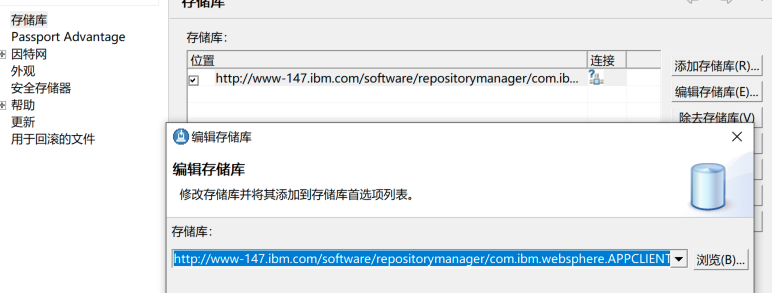 存储库
存储库
Passport Advantage
因特网
外观
安全存储器
帮助
更新
用于回滚的文件
存储库：
位置
连接
http://www-147.ibm.com/software/repositorymanager/com.ib...
添加存储库(R)...
编辑存储库(E)...
除去存储库(V)
编辑存储库
编辑存储库
修改存储库并将其添加到存储库首选项列表。
存储库：
http://www-147.ibm.com/software/repositorymanager/com.ibm.websphere.APPCLIENT
浏览(B)...